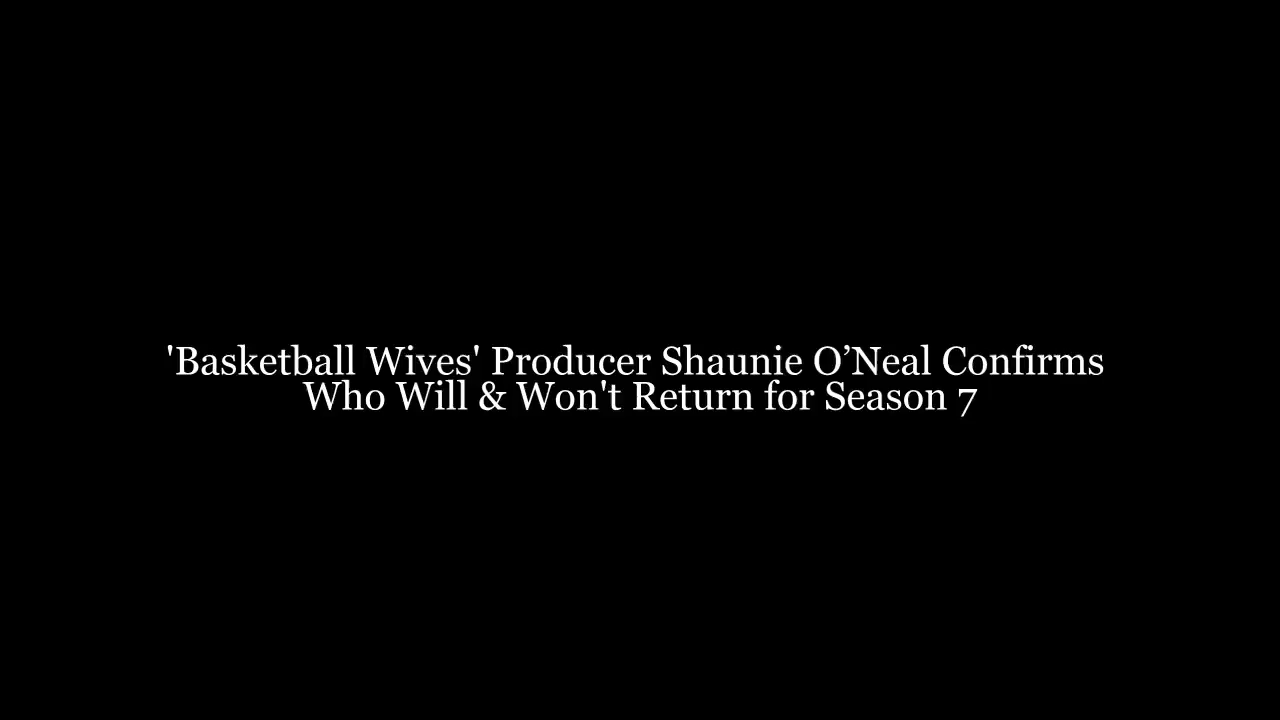 'Basketball Wives' Producer Shaunie O’Neal Confirms
Who Will & Won't Return for Season 7